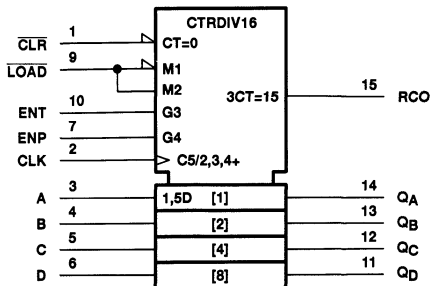 CTRDIV16
CLR 1 CT=0
LOAD 9 M1
M2
3CT=15 15 RCO
ENT 10 G3
ENP 7 G4
CLK 2 C5/2,3,4+
A 3 1,5D [1] 14 QA
B 4 [2] 13 QB
C 5 [4] 12 QC
D 6 [8] 11 QD